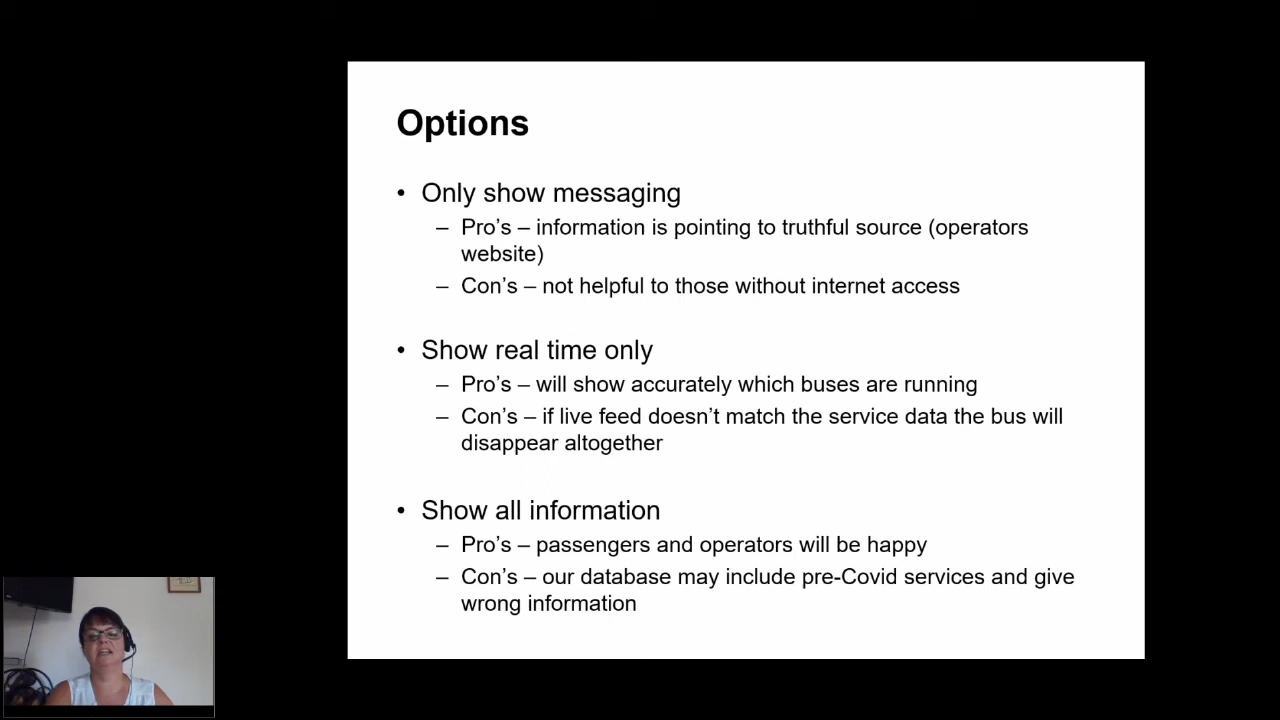 Options
• Only show messaging
– Pro’s – information is pointing to truthful source (operators
website)
– Con’s – not helpful to those without internet access
• Show real time only
– Pro’s – will show accurately which buses are running
– Con’s – if live feed doesn’t match the service data the bus will
disappear altogether
• Show all information
– Pro’s – passengers and operators will be happy
– Con’s – our database may include pre-Covid services and give
wrong information